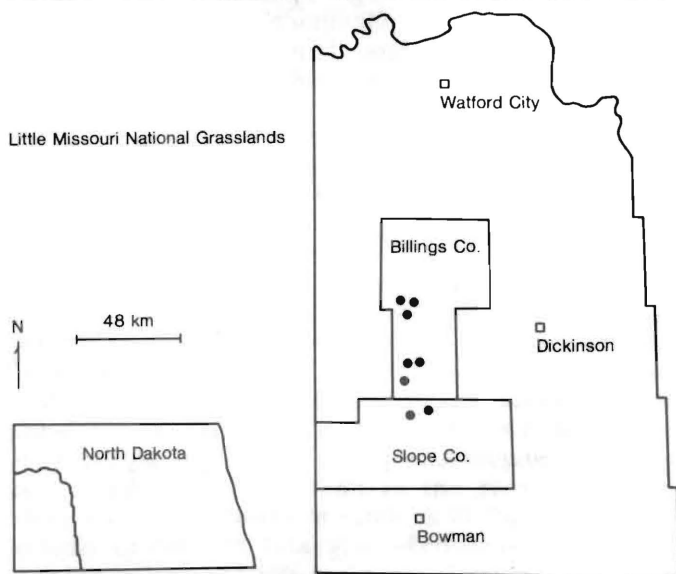 Watford City
Little Missouri National Grasslands
Billings Co.
N
48 km
Dickinson
North Dakota
Slope Co.
Bowman